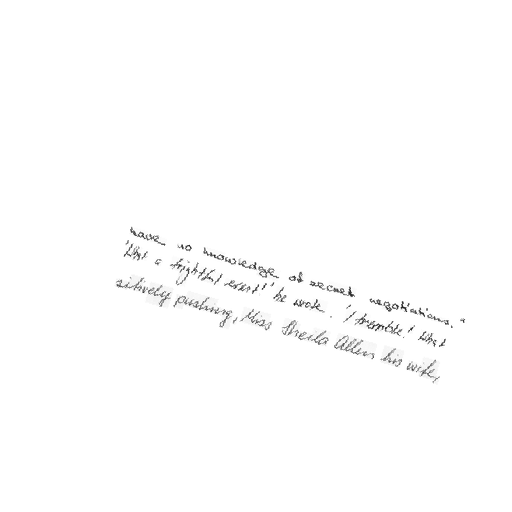 have no knowledge of secret negotiations."
'What a frightful event!' he wrote. 'I tremble! What
sitively pushing, Miss Sheila Allen his wife,